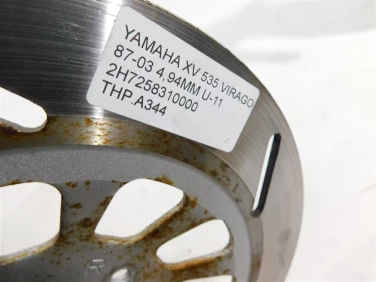 YAMAHA XV 535 VIRAGO
87-03 4,94MM U-11
2H7258310000
THP.A344